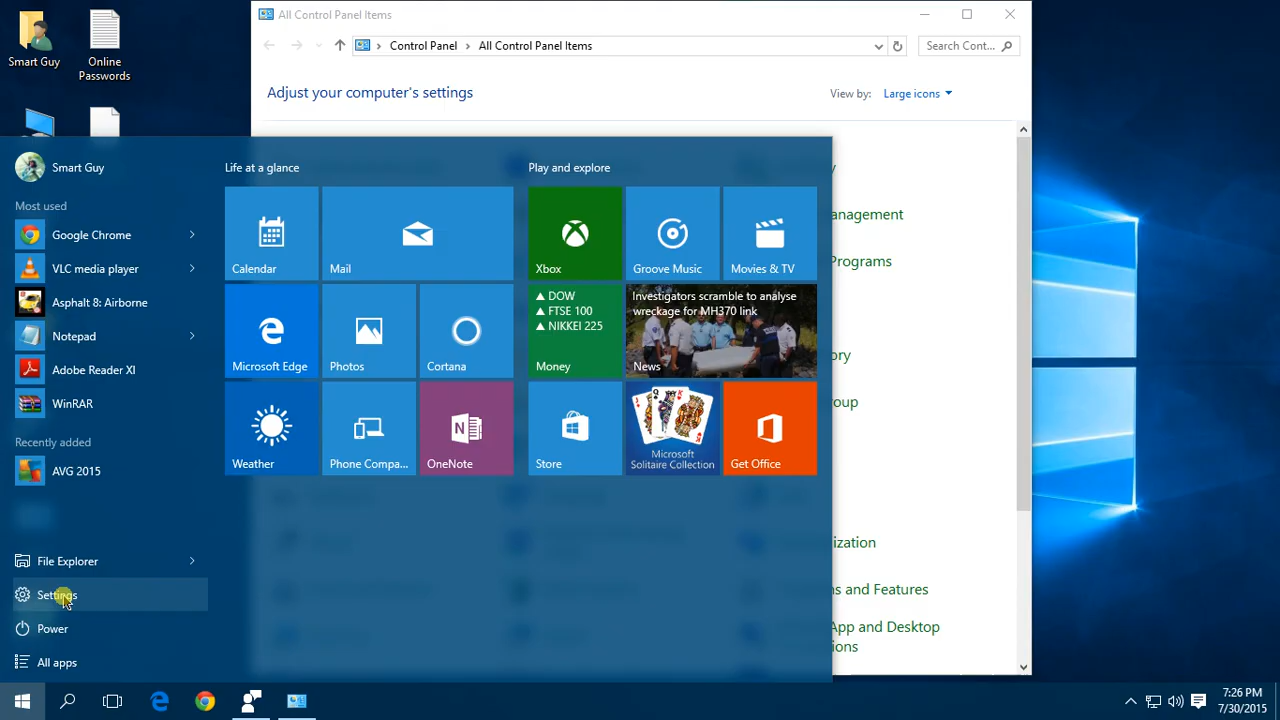 All Control Panel Items
Smart Guy
Online
Passwords
Control Panel
All Control Panel Items
Search Cont...
Adjust your computer's settings
View by:
Large icons
Smart Guy
Most used
Google Chrome
VLC media player
Asphalt 8: Airborne
Notepad
Adobe Reader XI
WinRAR
Recently added
AVG 2015
File Explorer
Settings
Power
All apps
Life at a glance
Calendar
Mail
Microsoft Edge
Photos
Cortana
Weather
Phone Compa...
OneNote
Play and explore
Xbox
Groove Music
Movies & TV
▲ DOW
▲ FTSE 100
▲ NIKKEI 225
Money
Investigators scramble to analyse
wreckage for MH370 link
News
Store
Microsoft
Solitaire Collection
Get Office
y
anagement
Programs
ory
oup
ization
s and Features
App and Desktop
ions
7:26 PM
7/30/2015